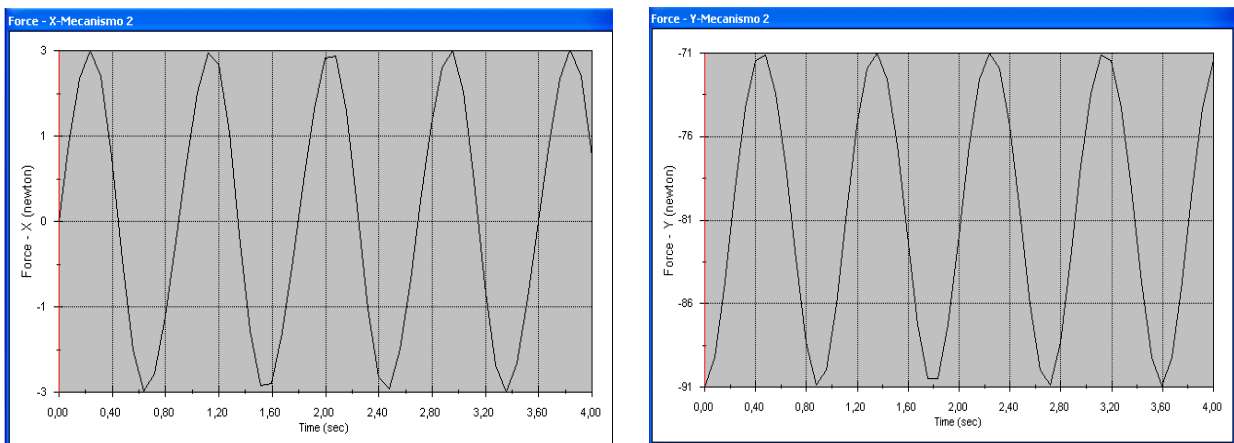 Force - X-Mecanismo 2
3
1
0
-1
-3
Force - X (newton)
0,00 0,40 0,80 1,20 1,60 2,00 2,40 2,80 3,20 3,60 4,00
Time (sec)
Force - Y-Mecanismo 2
-71
-76
-81
-86
-91
Force - Y (newton)
0,00 0,40 0,80 1,20 1,60 2,00 2,40 2,80 3,20 3,60 4,00
Time (sec)